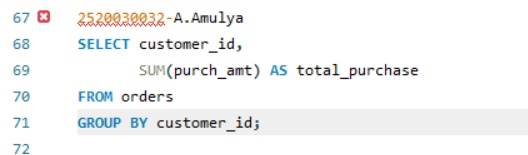 67 2520030032-A.Amulya
68 SELECT customer_id,
69 SUM(purch_amt) AS total_purchase
70 FROM orders
71 GROUP BY customer_id;
72